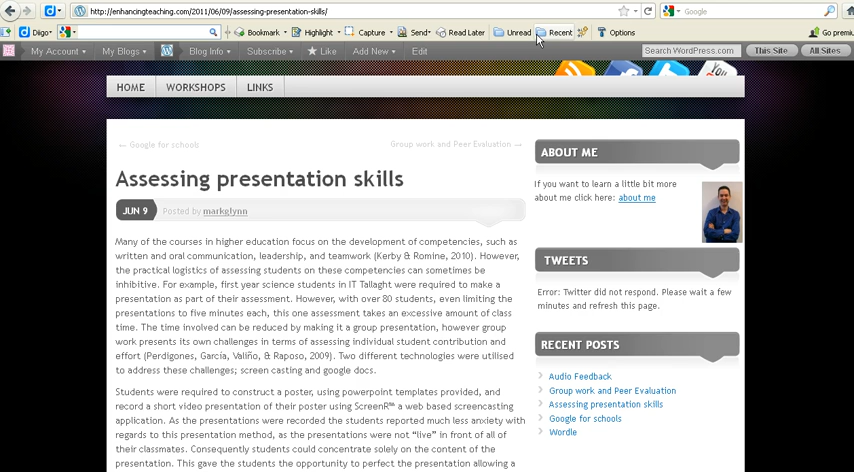 http://enhancingteaching.com/2011/06/09/assessing-presentation-skills/
Google
Diigo Bookmark Highlight Capture Send Read Later Unread Recent Options Go premiu
My Account My Blogs Blog Info Subscribe Like Add New Edit Search WordPress.com This Site All Sites
You
HOME WORKSHOPS LINKS
← Google for schools Group work and Peer Evaluation →
Assessing presentation skills
JUN 9 Posted by markglynn
Many of the courses in higher education focus on the development of competencies, such as
written and oral communication, leadership, and teamwork (Kerby & Romine, 2010). However,
the practical logistics of assessing students on these competencies can sometimes be
inhibitive. For example, first year science students in IT Tallaght were required to make a
presentation as part of their assessment. However, with over 80 students, even limiting the
presentations to five minutes each, this one assessment takes an excessive amount of class
time. The time involved can be reduced by making it a group presentation, however group
work presents its own challenges in terms of assessing individual student contribution and
effort (Perdigones, García, Valiño, & Raposo, 2009). Two different technologies were utilised
to address these challenges; screen casting and google docs.
Students were required to construct a poster, using powerpoint templates provided, and
record a short video presentation of their poster using ScreenR™ a web based screencasting
application. As the presentations were recorded the students reported much less anxiety with
regards to this presentation method, as the presentations were not “live” in front of all of
their classmates. Consequently students could concentrate solely on the content of the
presentation. This gave the students the opportunity to perfect the presentation allowing a
ABOUT ME
If you want to learn a little bit more
about me click here: about me
TWEETS
Error: Twitter did not respond. Please wait a few
minutes and refresh this page.
RECENT POSTS
Audio Feedback
Group work and Peer Evaluation
Assessing presentation skills
Google for schools
Wordle